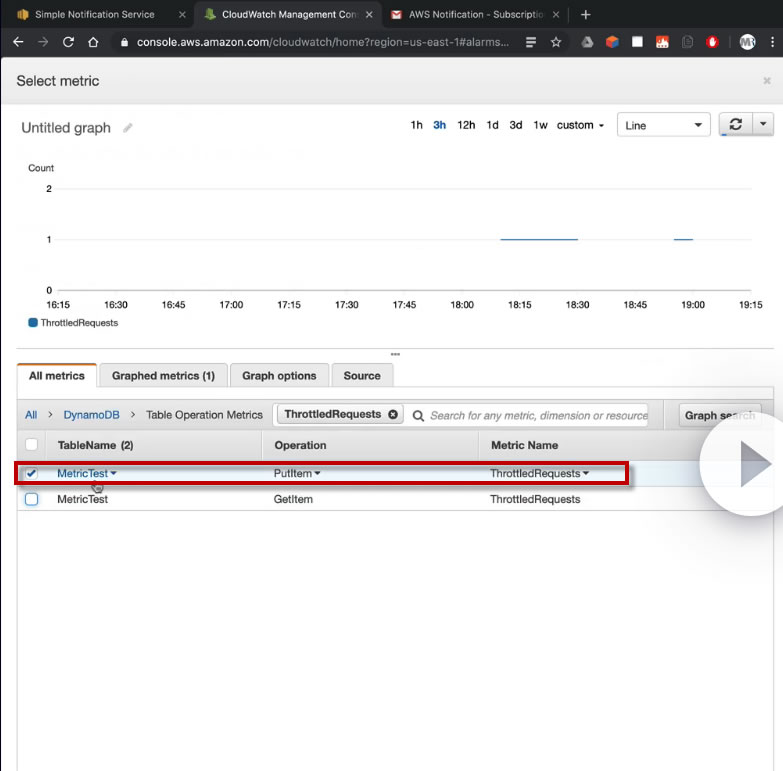 Simple Notification Service
CloudWatch Management Con
AWS Notification - Subscriptio
console.aws.amazon.com/cloudwatch/home?region=us-east-1#alarms...
Select metric
Untitled graph
1h 3h 12h 1d 3d 1w custom
Line
Count
2
1
0
16:15 16:30 16:45 17:00 17:15 17:30 17:45 18:00 18:15 18:30 18:45 19:00 19:15
ThrottledRequests
All metrics Graphed metrics (1) Graph options Source
All > DynamoDB > Table Operation Metrics ThrottledRequests Search for any metric, dimension or resource Graph search
TableName (2) Operation Metric Name
MetricTest PutItem ThrottledRequests
MetricTest GetItem ThrottledRequests